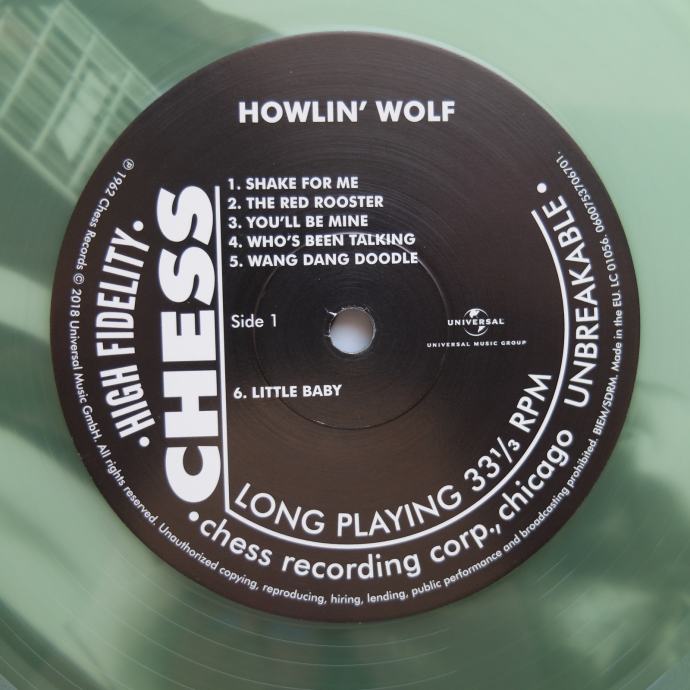 HOWLIN' WOLF
1. SHAKE FOR ME
2. THE RED ROOSTER
3. YOU'LL BE MINE
4. WHO'S BEEN TALKING
5. WANG DANG DOODLE
Side 1
UNIVERSAL
UNIVERSAL MUSIC GROUP
6. LITTLE BABY
• HIGH FIDELITY •
CHESS
LONG PLAYING 33⅓ RPM
• chess recording corp., chicago UNBREAKABLE •
℗ 1962 Chess Records © 2018 Universal Music GmbH. All rights reserved. Unauthorized copying, reproducing, hiring, lending, public performance and broadcasting prohibited. BIEM/SDRM. Made in the EU. LC 01056. 0600753706701.